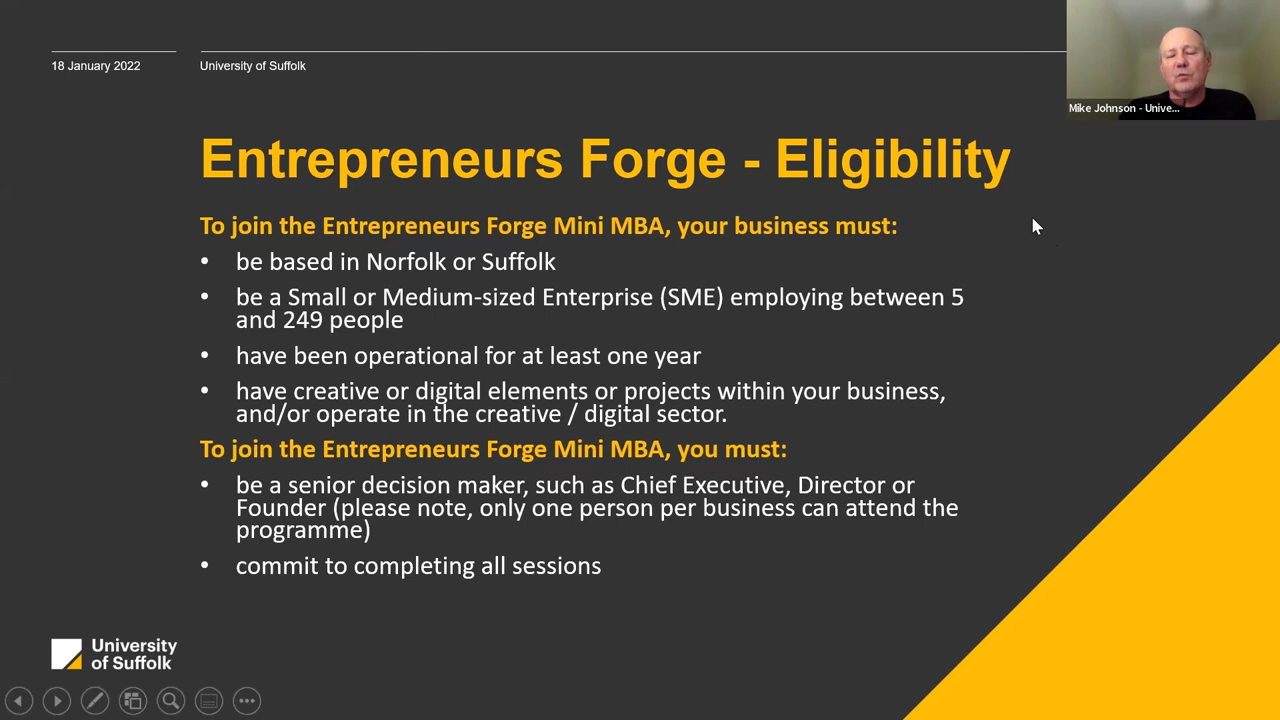 18 January 2022
University of Suffolk
Mike Johnson - Unive...
Entrepreneurs Forge - Eligibility
To join the Entrepreneurs Forge Mini MBA, your business must:
• be based in Norfolk or Suffolk
• be a Small or Medium-sized Enterprise (SME) employing between 5
and 249 people
• have been operational for at least one year
• have creative or digital elements or projects within your business,
and/or operate in the creative / digital sector.
To join the Entrepreneurs Forge Mini MBA, you must:
• be a senior decision maker, such as Chief Executive, Director or
Founder (please note, only one person per business can attend the
programme)
• commit to completing all sessions
University
of Suffolk